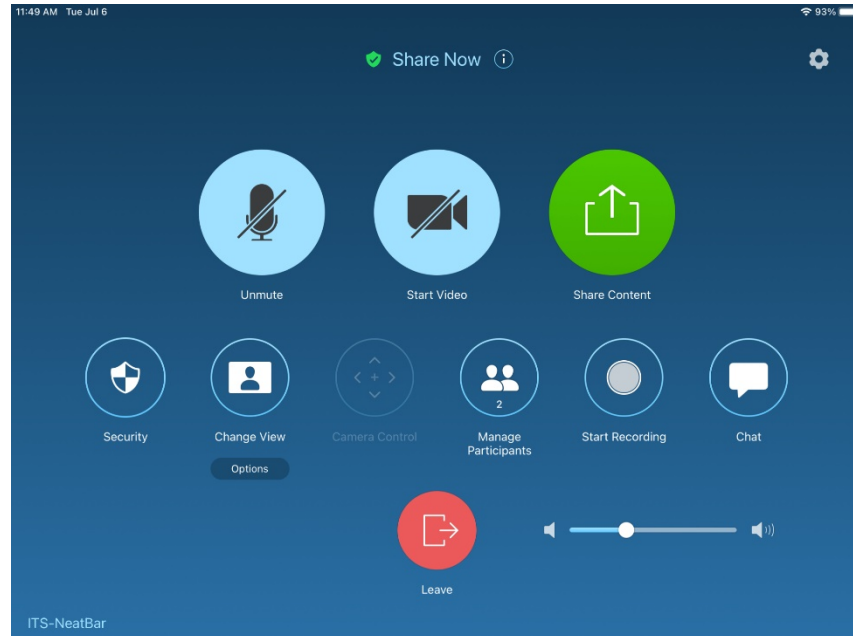 11:49 AM Tue Jul 6
93%
Share Now
Unmute
Start Video
Share Content
Security
Change View
Camera Control
2
Manage
Participants
Start Recording
Chat
Options
Leave
ITS-NeatBar